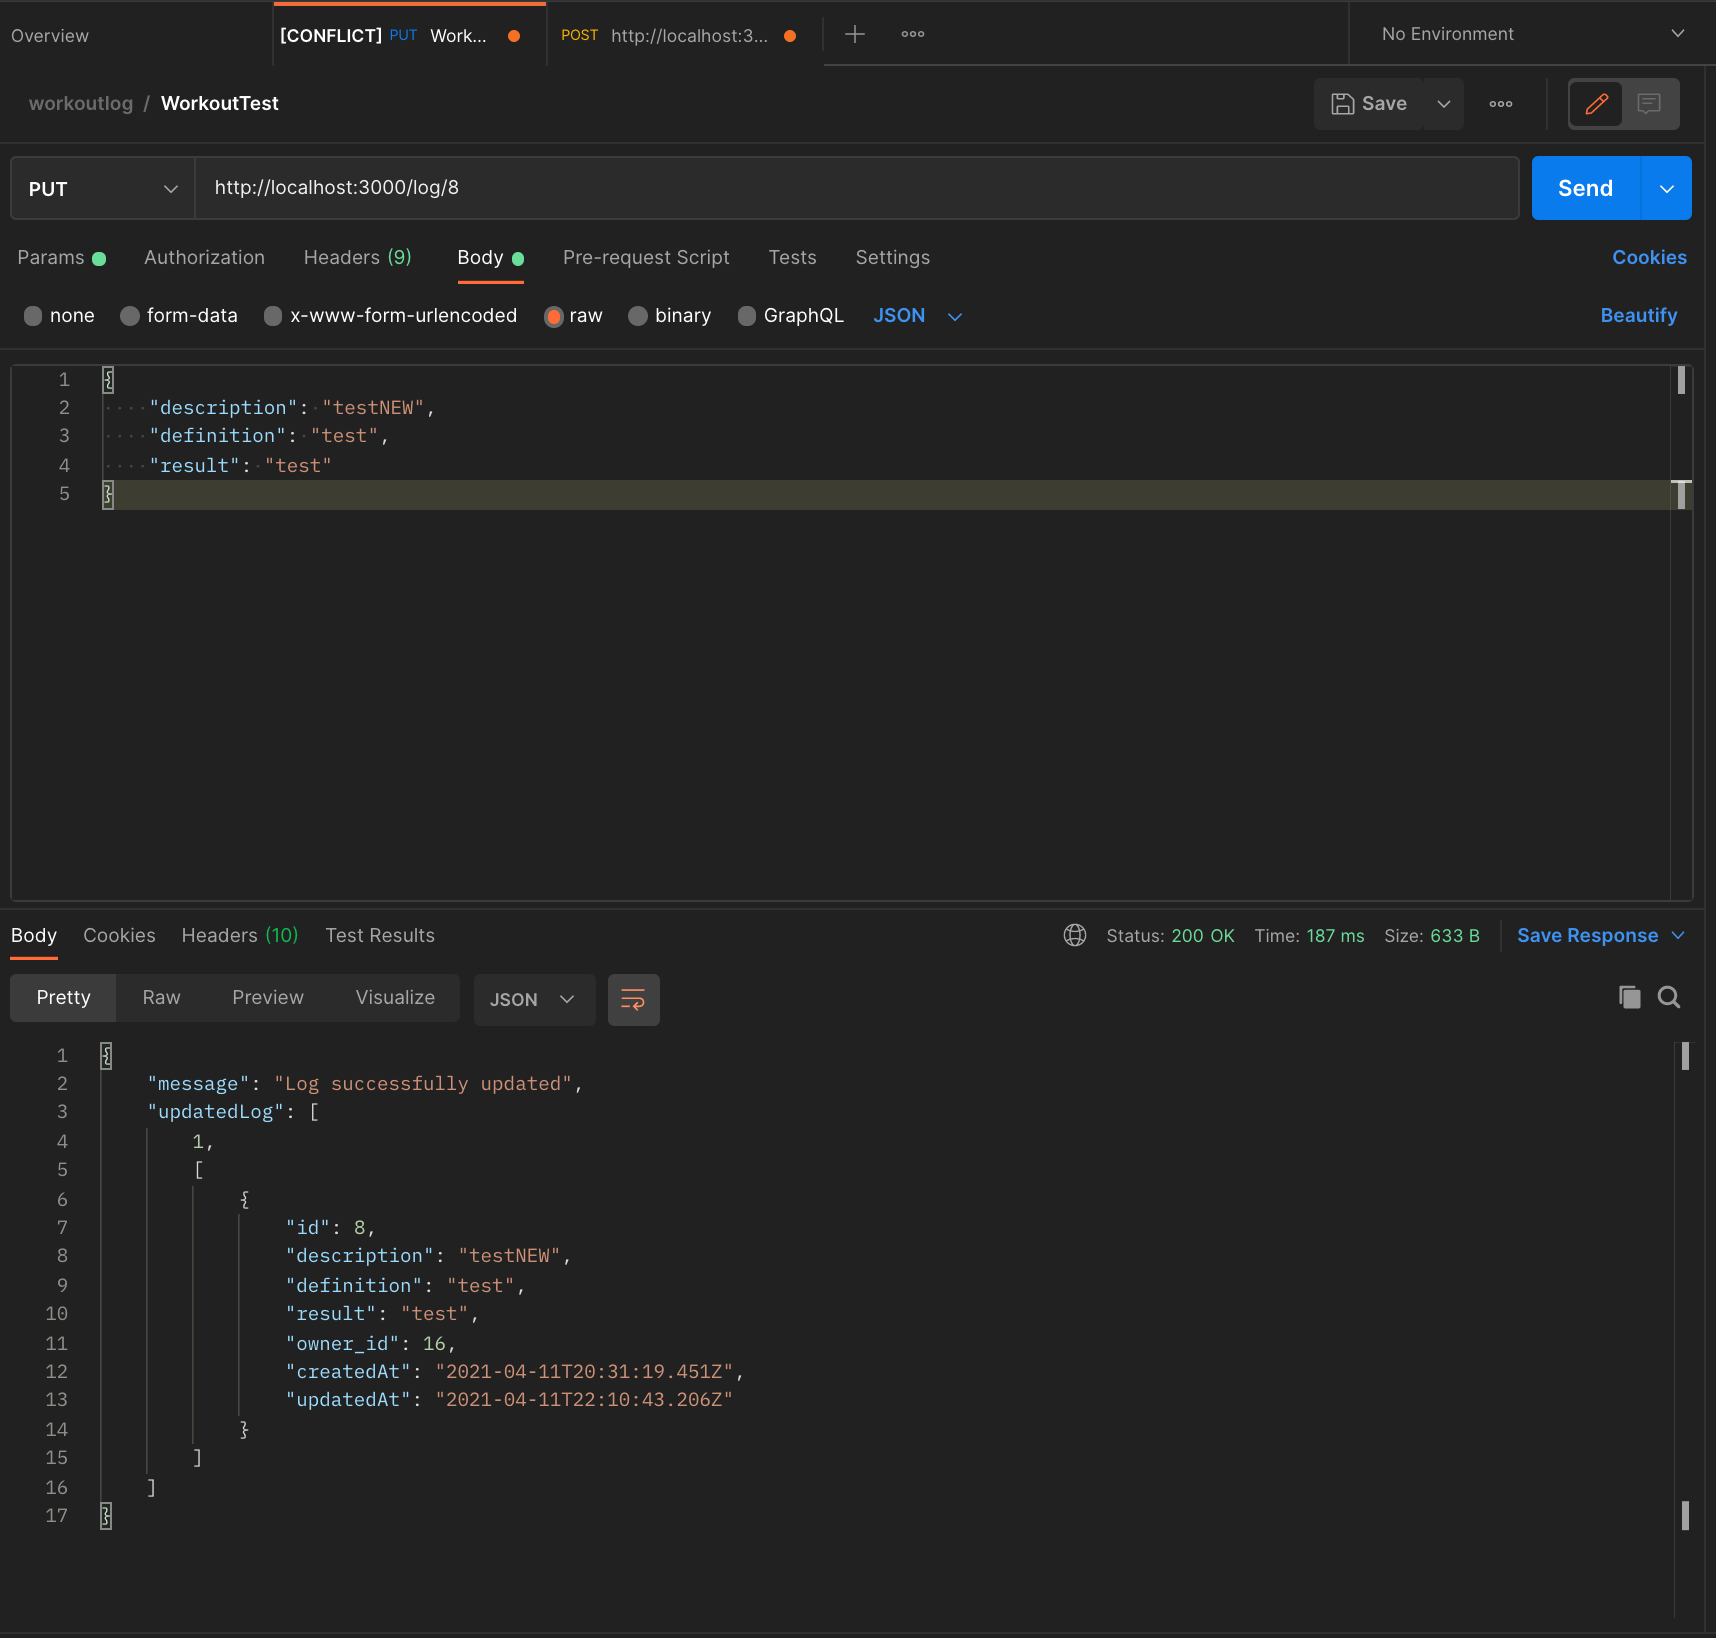 Overview [CONFLICT] PUT Work... POST http://localhost:3... No Environment
workoutlog / WorkoutTest Save
PUT http://localhost:3000/log/8 Send
Params Authorization Headers (9) Body Pre-request Script Tests Settings Cookies
none form-data x-www-form-urlencoded raw binary GraphQL JSON Beautify
1 {
2 "description": "testNEW",
3 "definition": "test",
4 "result": "test"
5 }
Body Cookies Headers (10) Test Results Status: 200 OK Time: 187 ms Size: 633 B Save Response
Pretty Raw Preview Visualize JSON
1 {
2 "message": "Log successfully updated",
3 "updatedLog": [
4 1,
5 [
6 {
7 "id": 8,
8 "description": "testNEW",
9 "definition": "test",
10 "result": "test",
11 "owner_id": 16,
12 "createdAt": "2021-04-11T20:31:19.451Z",
13 "updatedAt": "2021-04-11T22:10:43.206Z"
14 }
15 ]
16 ]
17 }